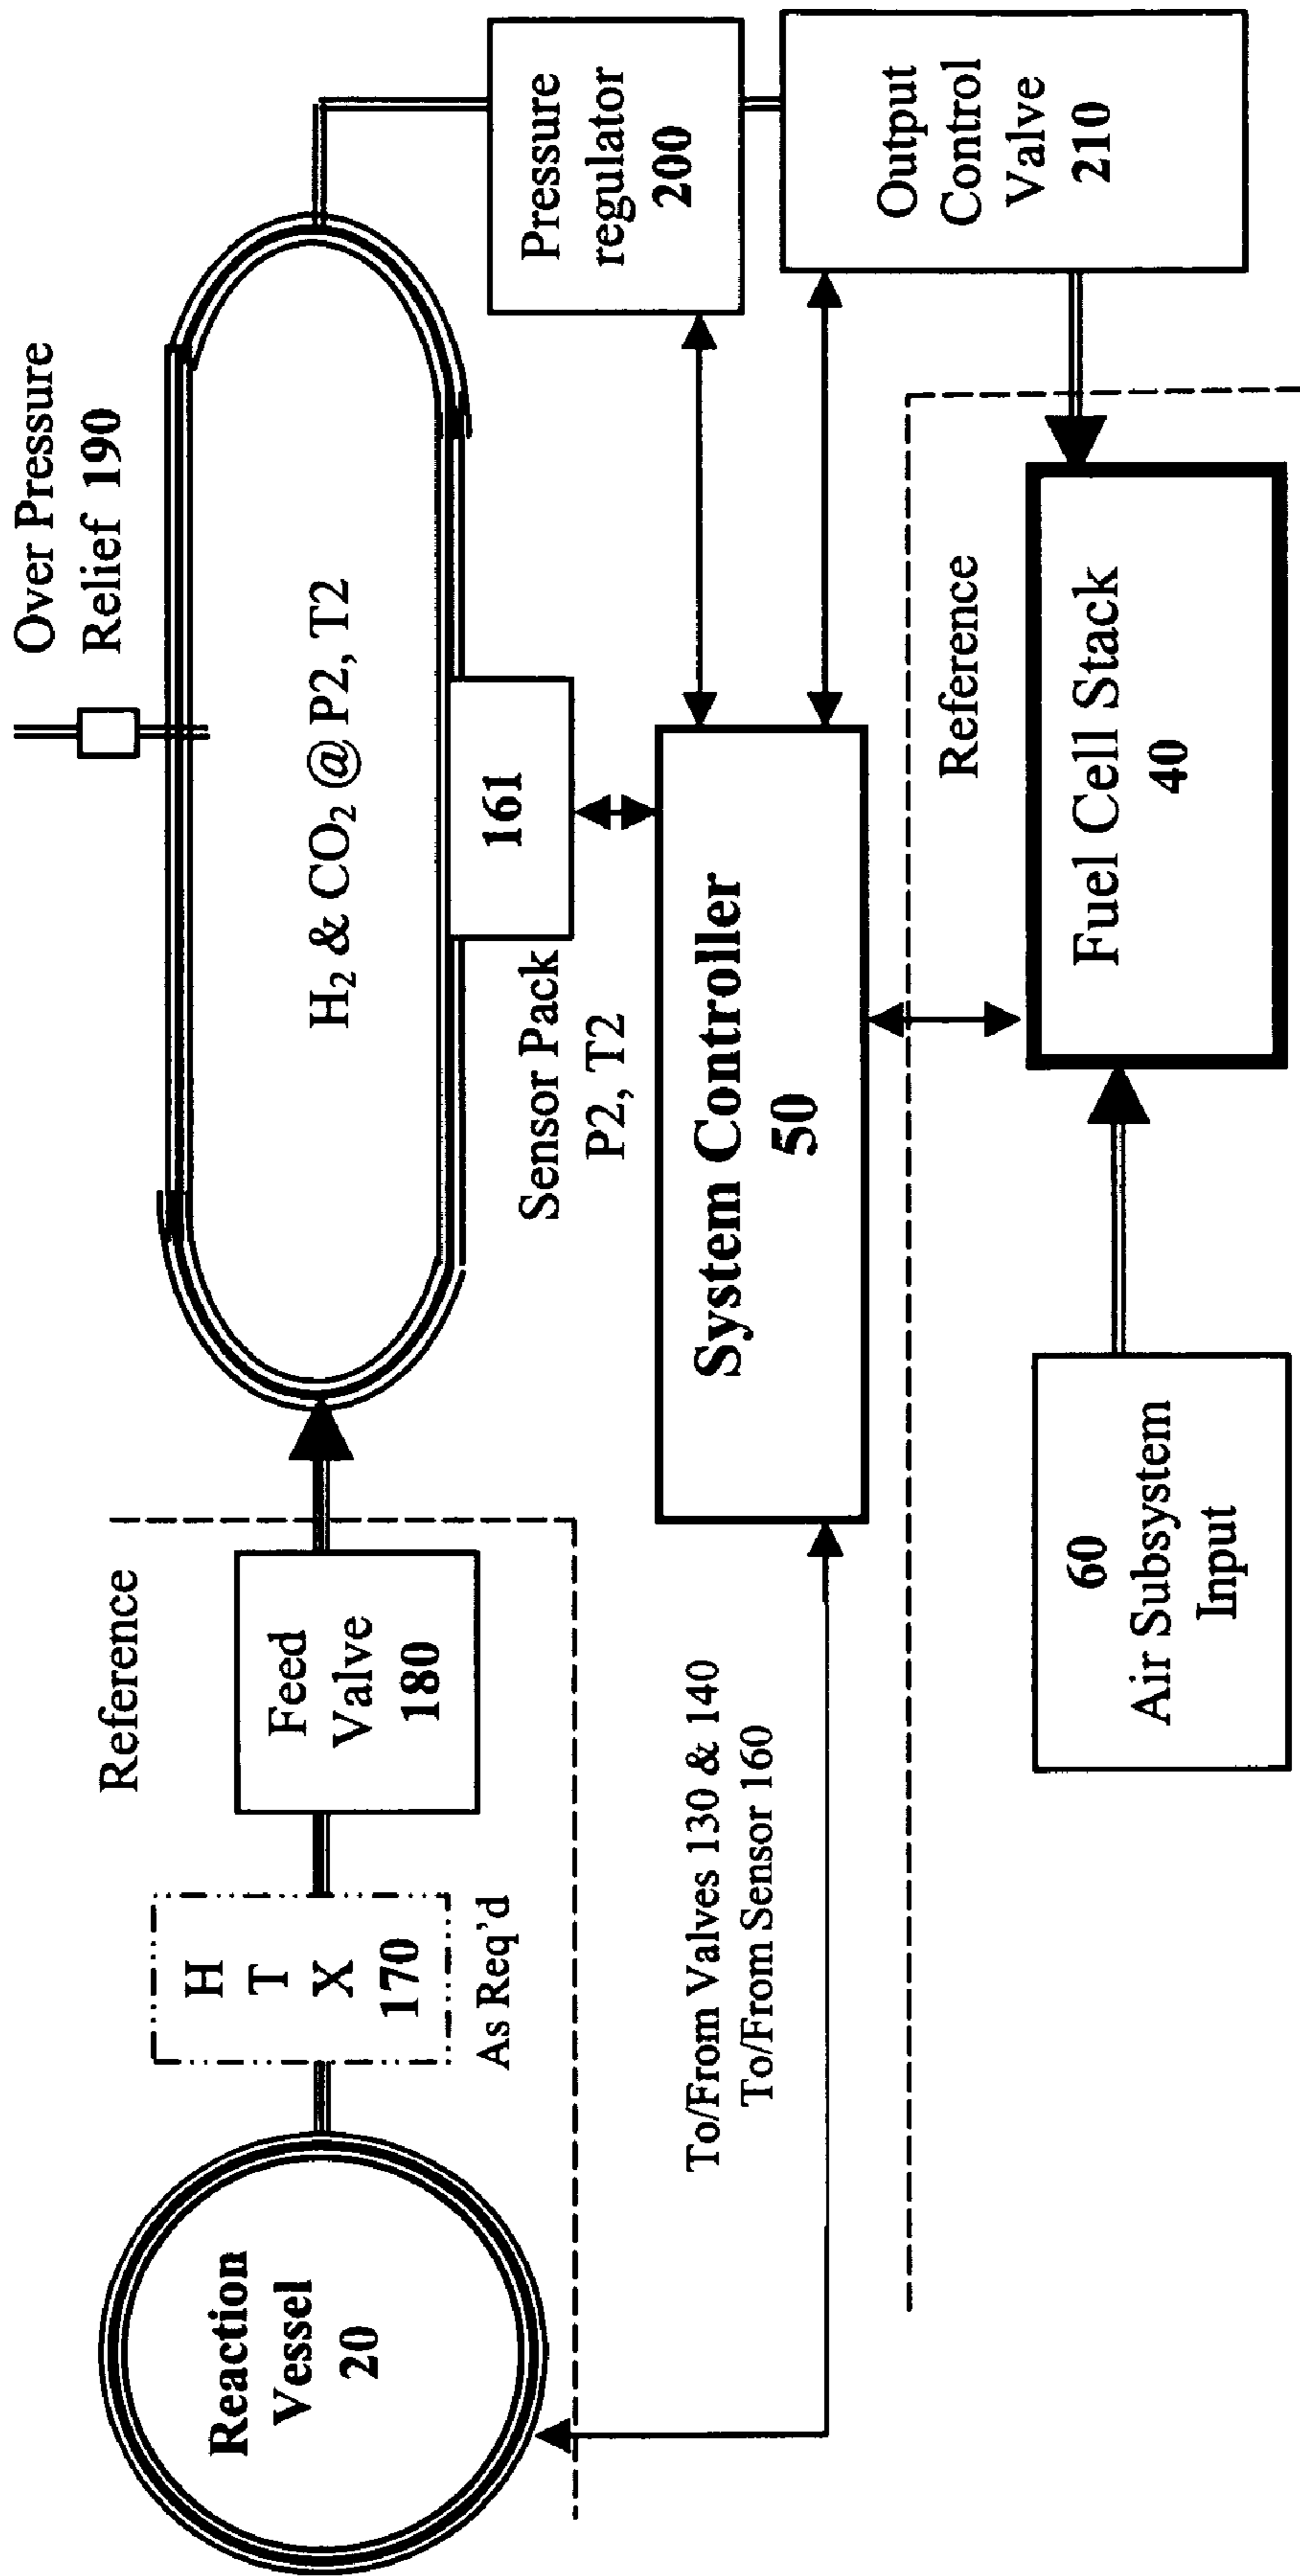 Over Pressure
Relief 190
Reference
Reaction
Vessel
20
H
T
X
170
As Req'd
Feed
Valve
180
H₂ & CO₂ @ P2, T2
161
Sensor Pack
P2, T2
Pressure
regulator
200
Output
Control
Valve
210
System Controller
50
To/From Valves 130 & 140
To/From Sensor 160
Reference
Fuel Cell Stack
40
60
Air Subsystem
Input